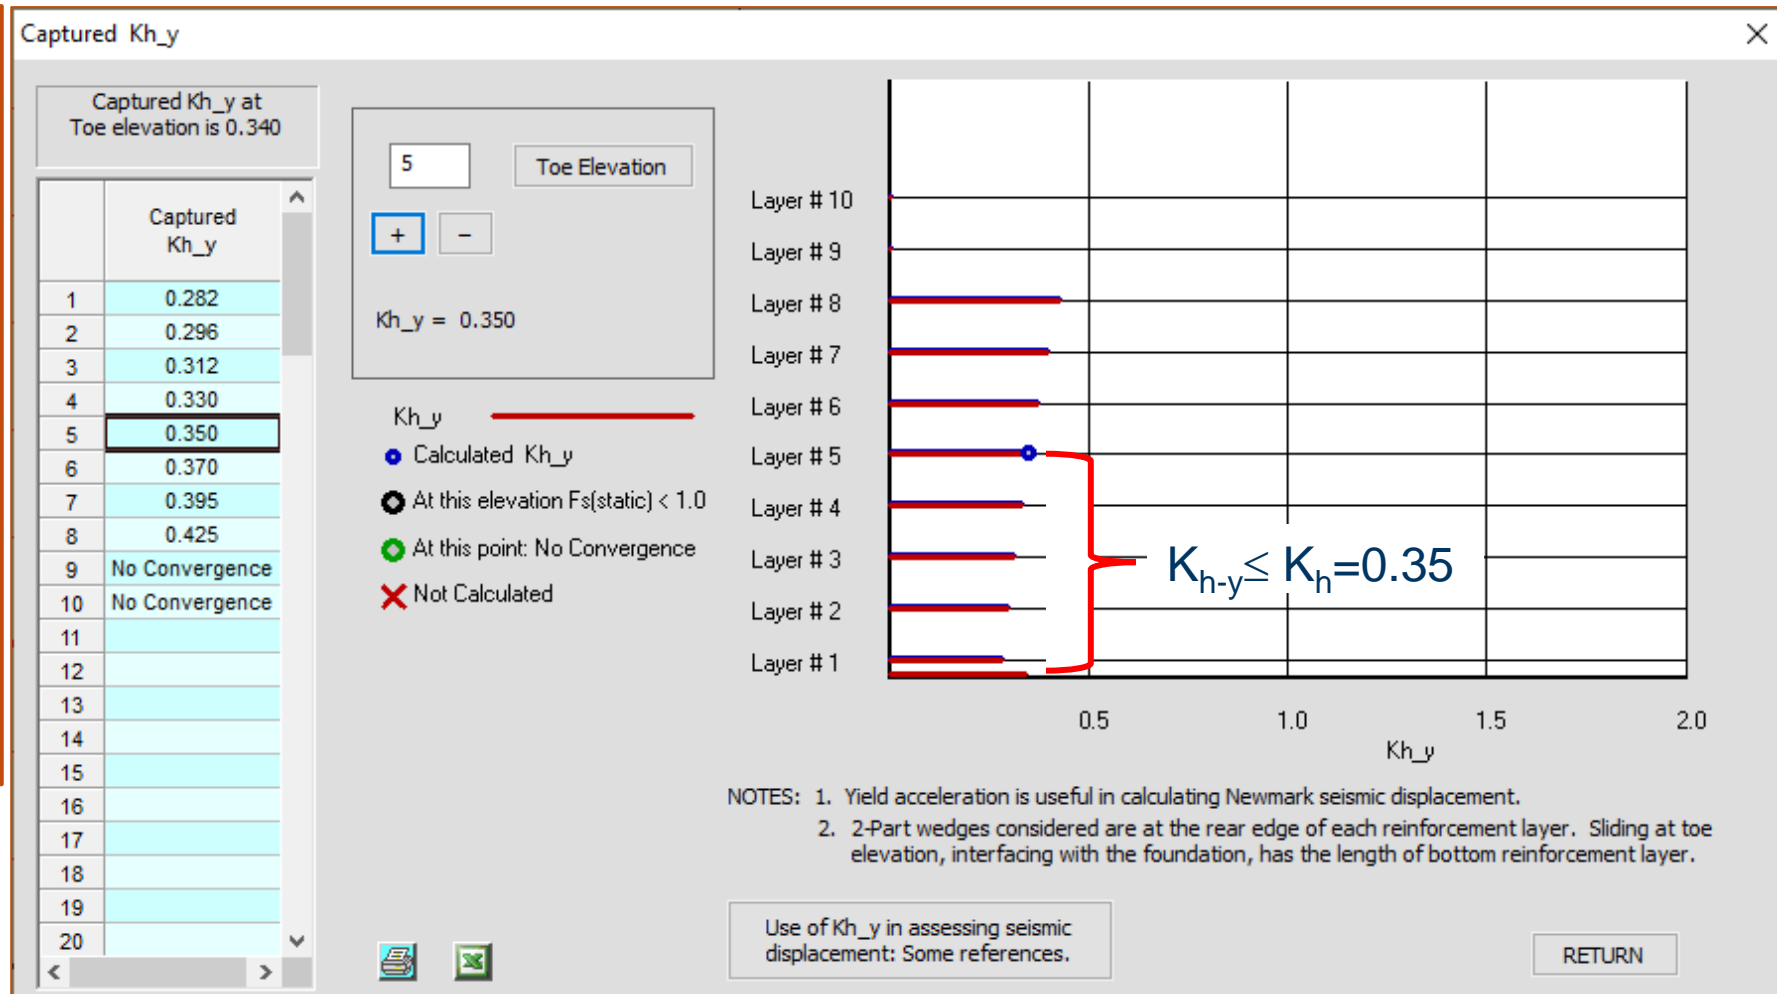 Captured Kh_y
Captured Kh_y at
Toe elevation is 0.340
Captured
Kh_y
1 0.282
2 0.296
3 0.312
4 0.330
5 0.350
6 0.370
7 0.395
8 0.425
9 No Convergence
10 No Convergence
11
12
13
14
15
16
17
18
19
20
5
Toe Elevation
+ −
Kh_y = 0.350
Kh_y
Calculated Kh_y
At this elevation Fs(static) < 1.0
At this point: No Convergence
Not Calculated
Layer # 10
Layer # 9
Layer # 8
Layer # 7
Layer # 6
Layer # 5
Layer # 4
Layer # 3
Layer # 2
Layer # 1
Kh-y≤ Kh=0.35
0.5 1.0 1.5 2.0
Kh_y
NOTES: 1. Yield acceleration is useful in calculating Newmark seismic displacement.
2. 2-Part wedges considered are at the rear edge of each reinforcement layer. Sliding at toe
elevation, interfacing with the foundation, has the length of bottom reinforcement layer.
Use of Kh_y in assessing seismic
displacement: Some references.
RETURN